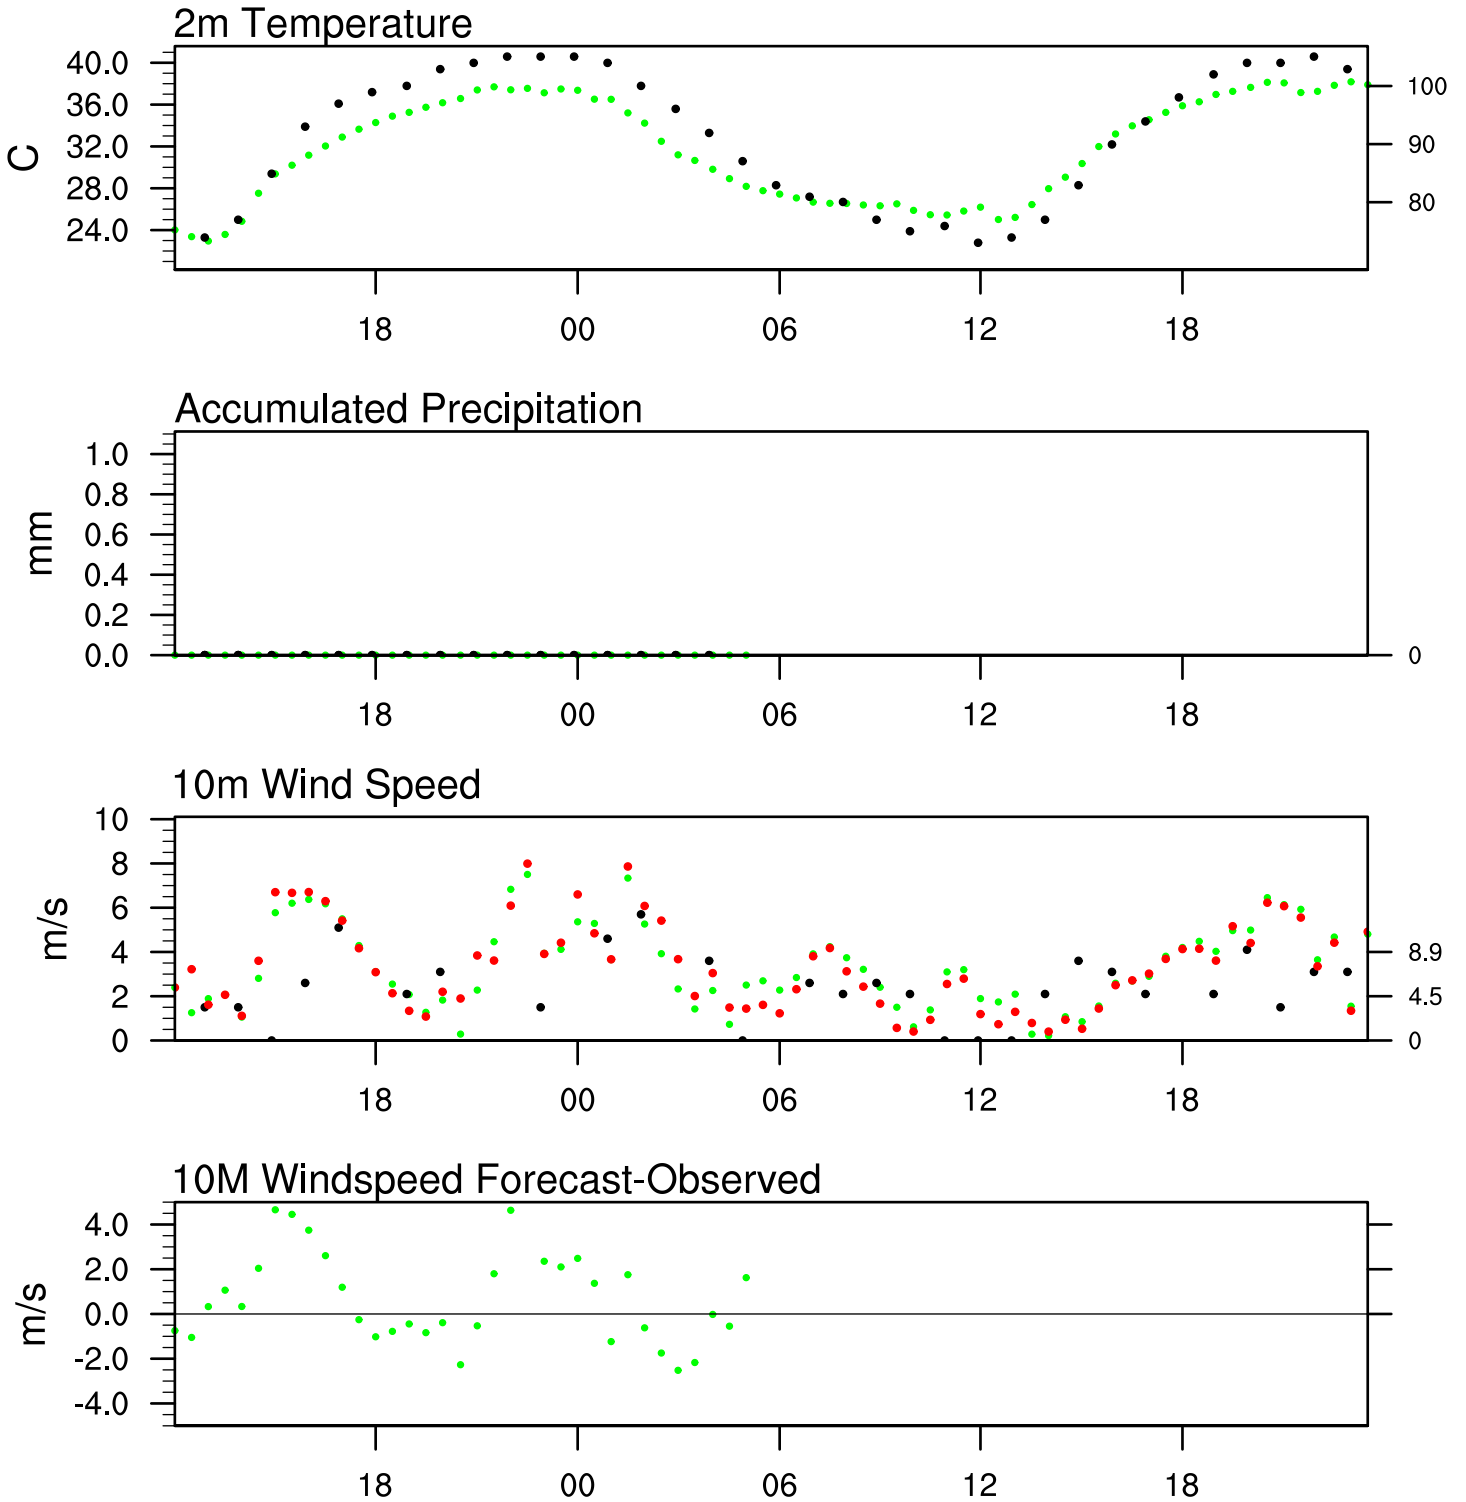 2m Temperature
C
40.0
36.0
32.0
28.0
24.0
100
90
80
18 00 06 12 18
Accumulated Precipitation
mm
1.0
0.8
0.6
0.4
0.2
0.0
0
18 00 06 12 18
10m Wind Speed
m/s
10
8
6
4
2
0
8.9
4.5
0
18 00 06 12 18
10M Windspeed Forecast-Observed
m/s
4.0
2.0
0.0
-2.0
-4.0
18 00 06 12 18